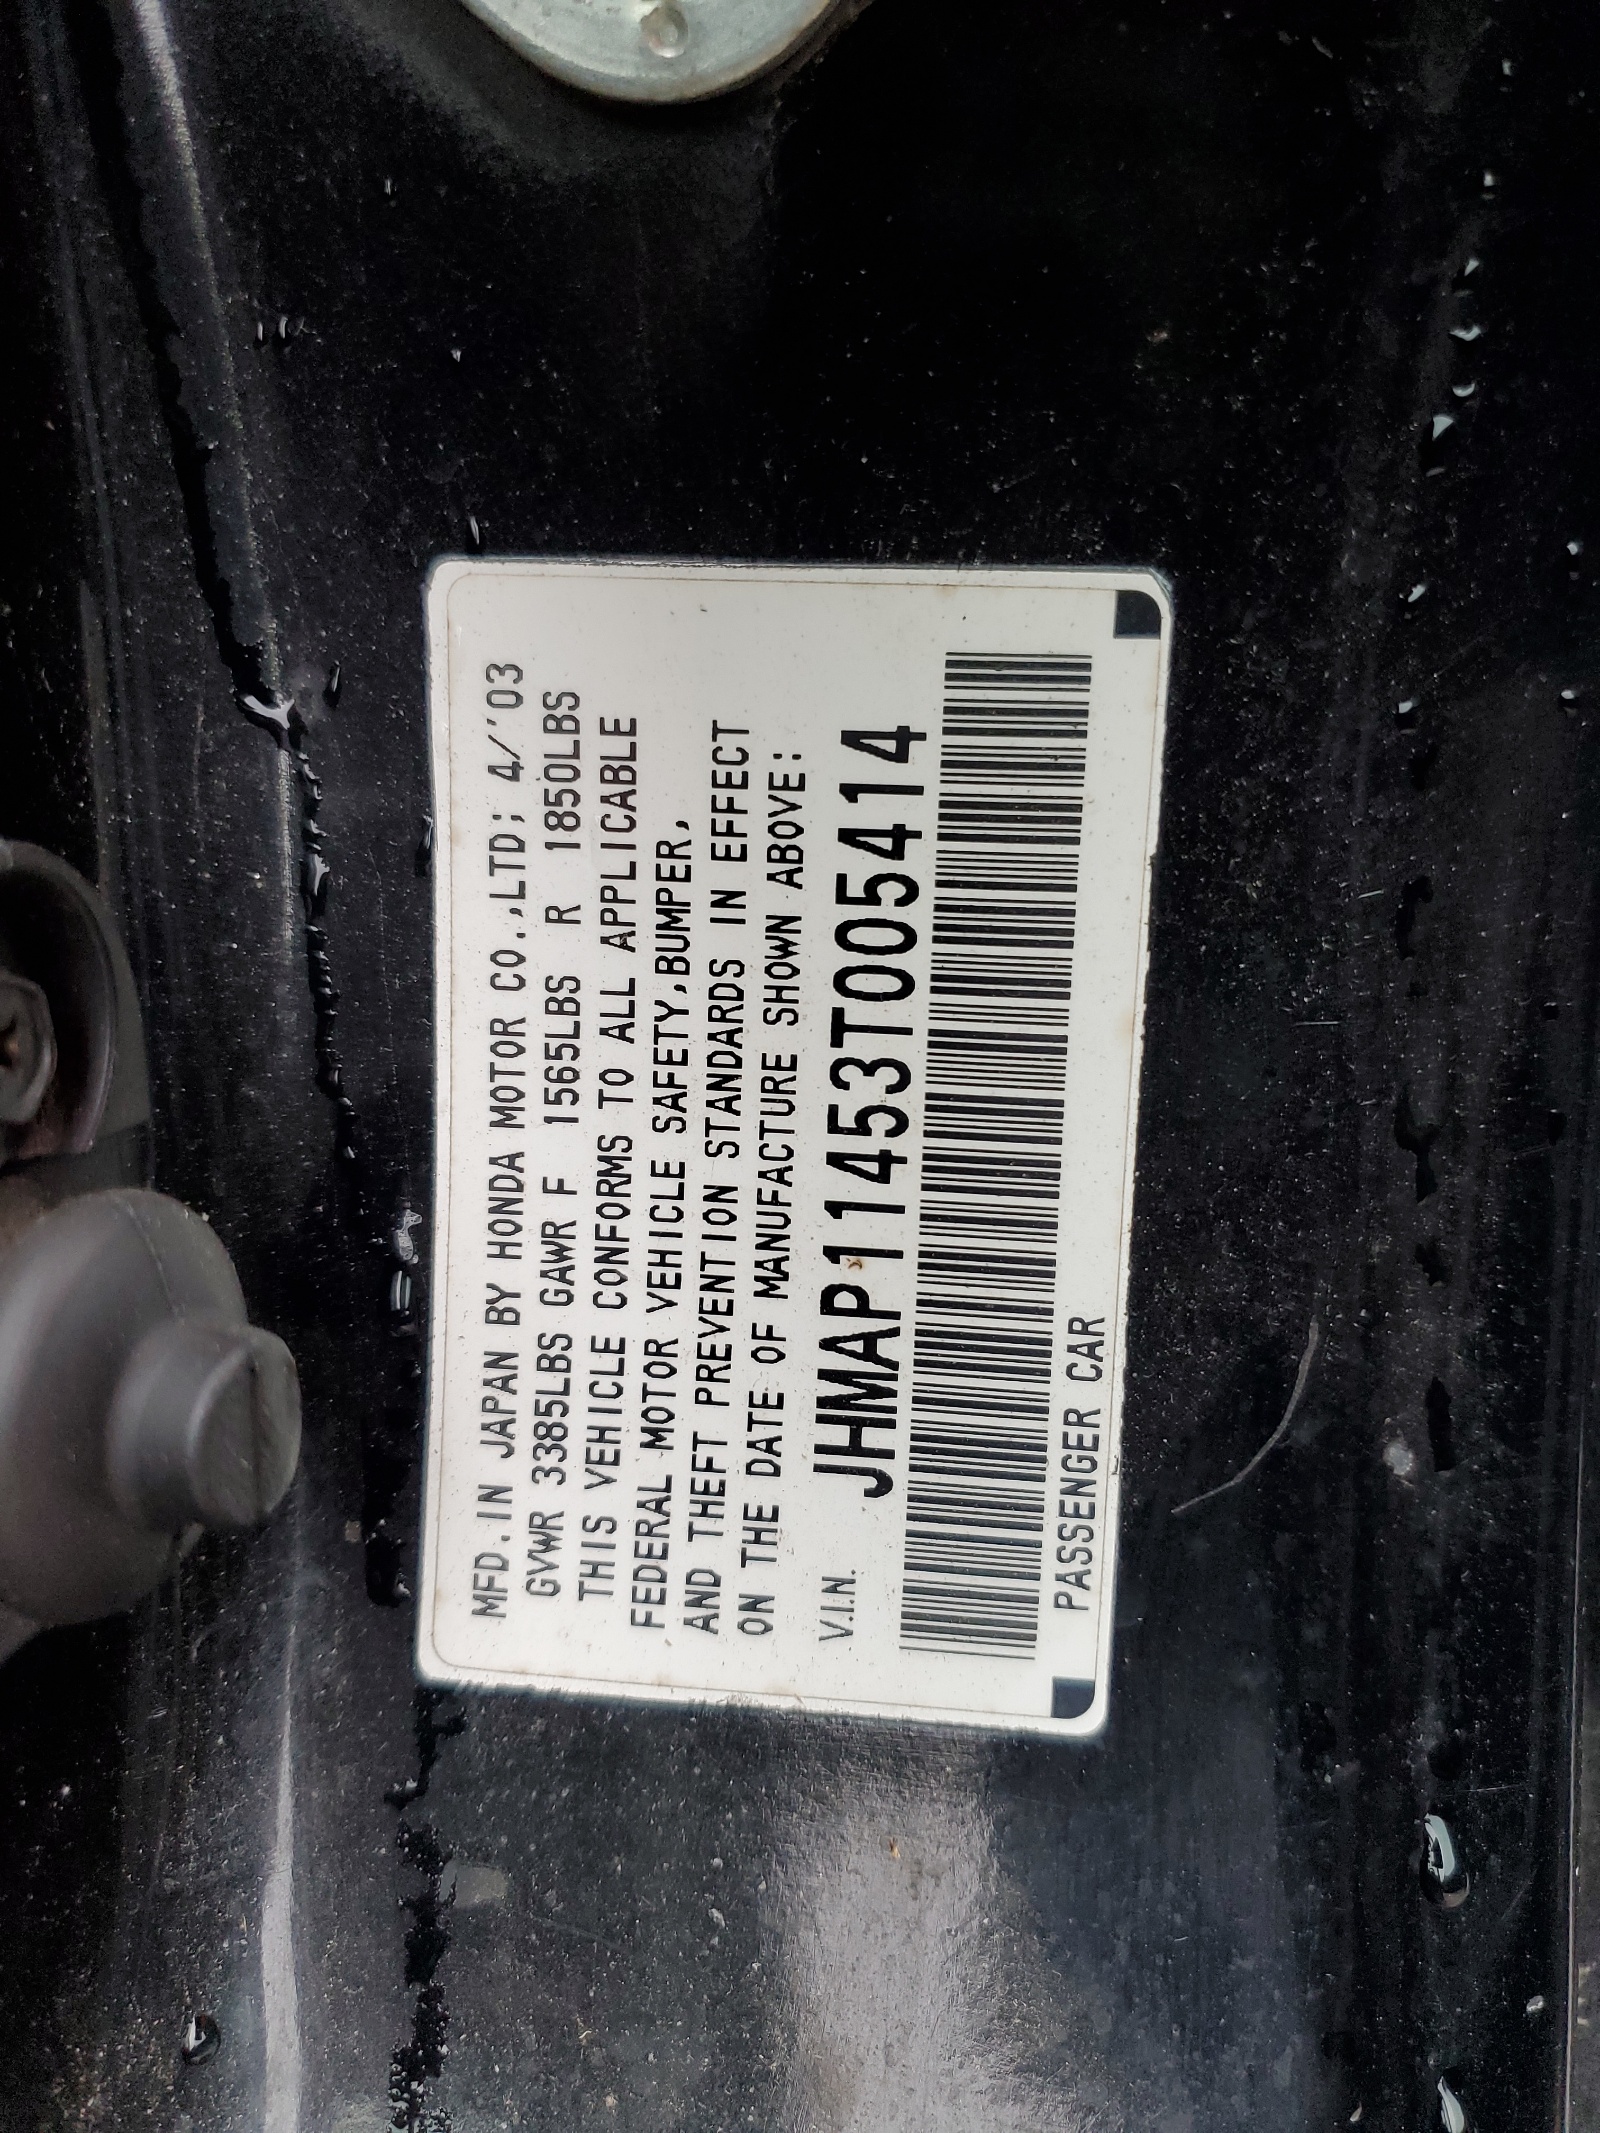 MFD. IN JAPAN BY HONDA MOTOR CO.,LTD; 4/'03
GVWR 3385LBS GAWR F 1565LBS R 1850LBS
THIS VEHICLE CONFORMS TO ALL APPLICABLE
FEDERAL MOTOR VEHICLE SAFETY,BUMPER,
AND THEFT PREVENTION STANDARDS IN EFFECT
ON THE DATE OF MANUFACTURE SHOWN ABOVE:
V.I.N. JHMAP11453T005414
PASSENGER CAR